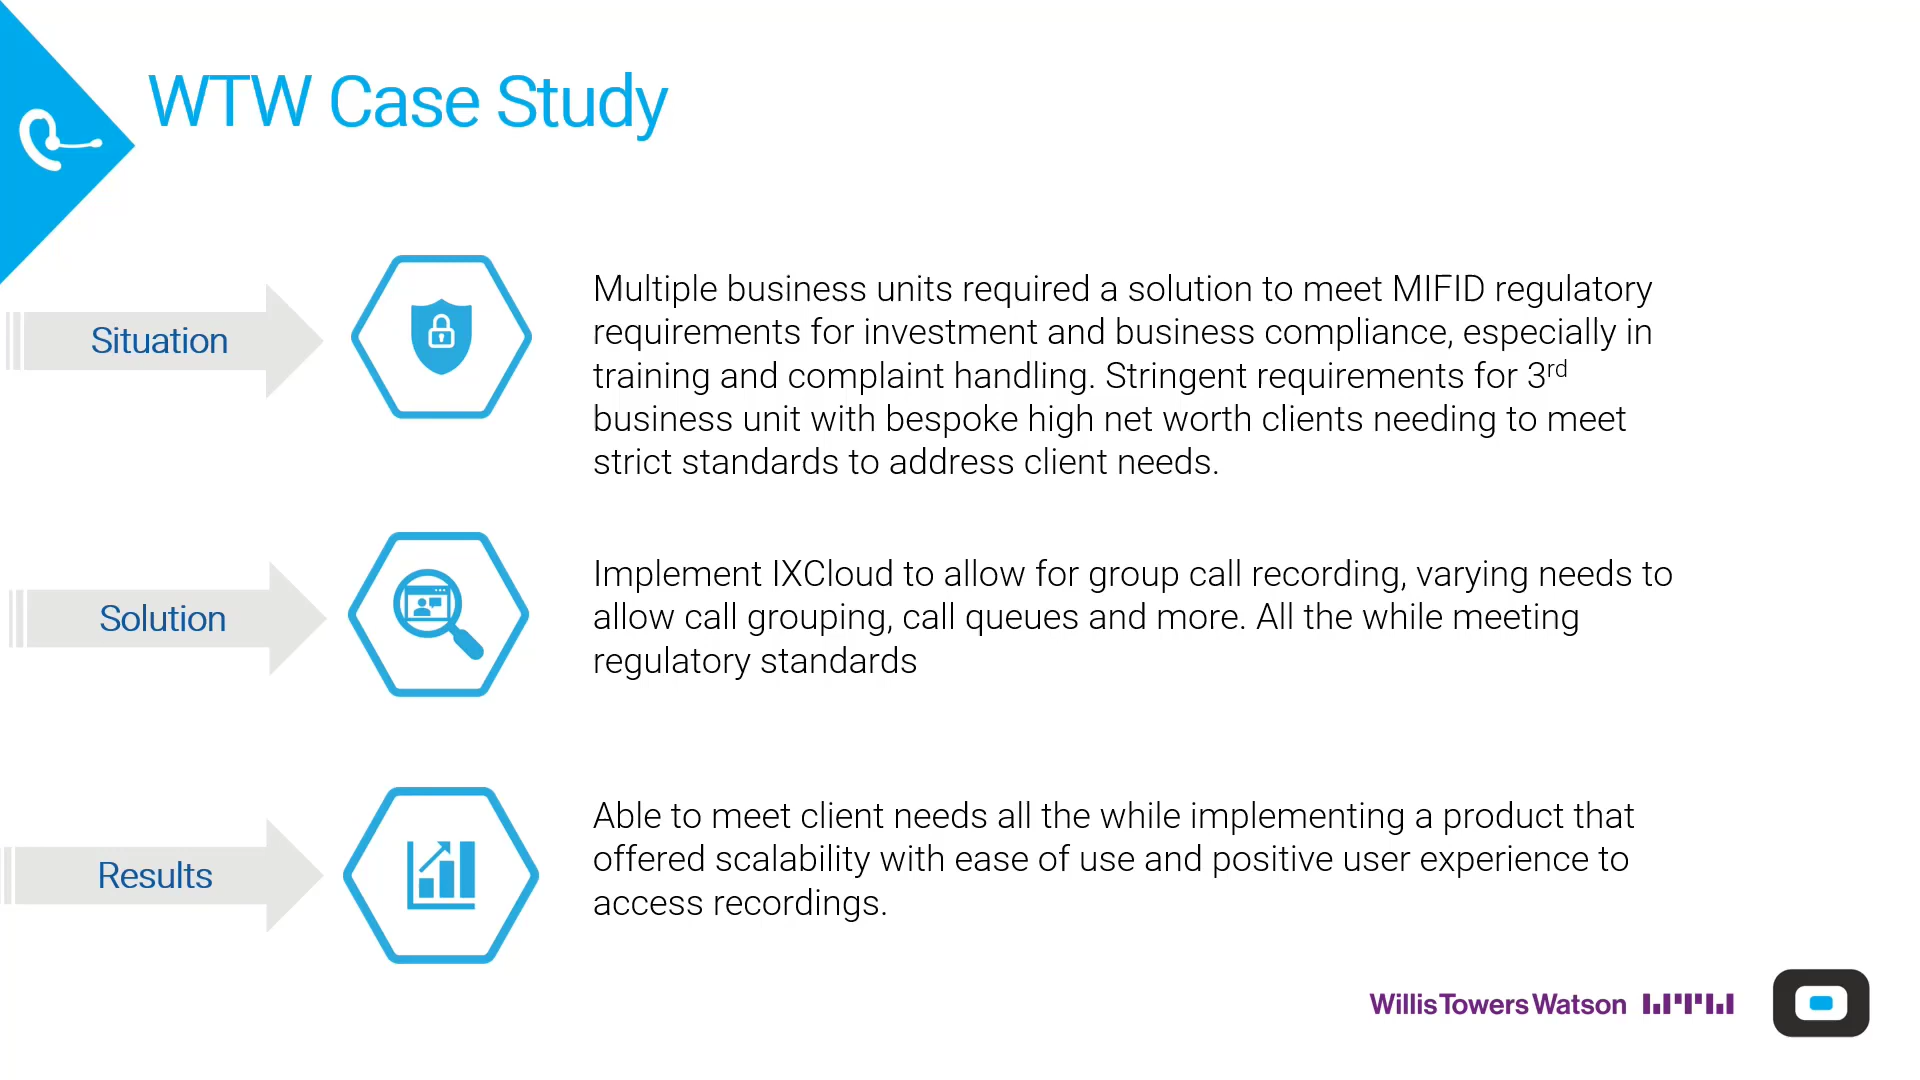 WTW Case Study
Situation
Multiple business units required a solution to meet MIFID regulatory
requirements for investment and business compliance, especially in
training and complaint handling. Stringent requirements for 3rd
business unit with bespoke high net worth clients needing to meet
strict standards to address client needs.
Solution
Implement IXCloud to allow for group call recording, varying needs to
allow call grouping, call queues and more. All the while meeting
regulatory standards
Results
Able to meet client needs all the while implementing a product that
offered scalability with ease of use and positive user experience to
access recordings.
Willis Towers Watson